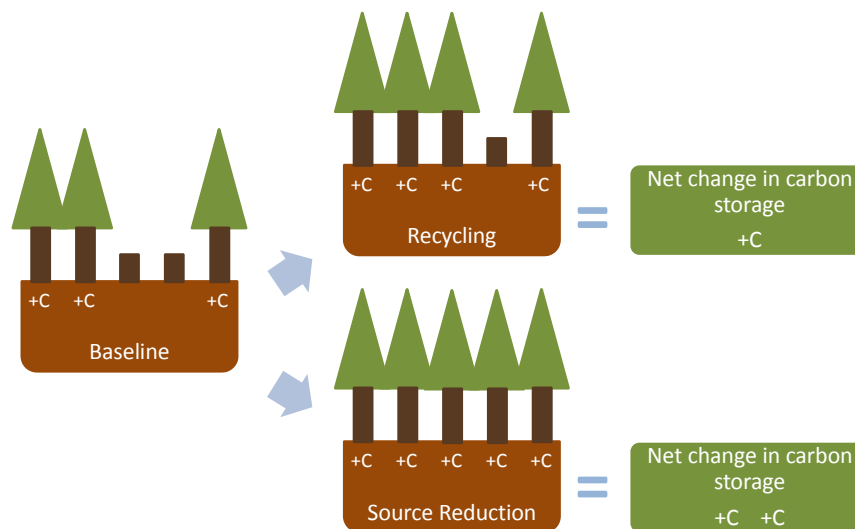 +C +C +C +C
Recycling
Net change in carbon
storage
+C
+C +C +C
Baseline
+C +C +C +C +C
Source Reduction
Net change in carbon
storage
+C +C